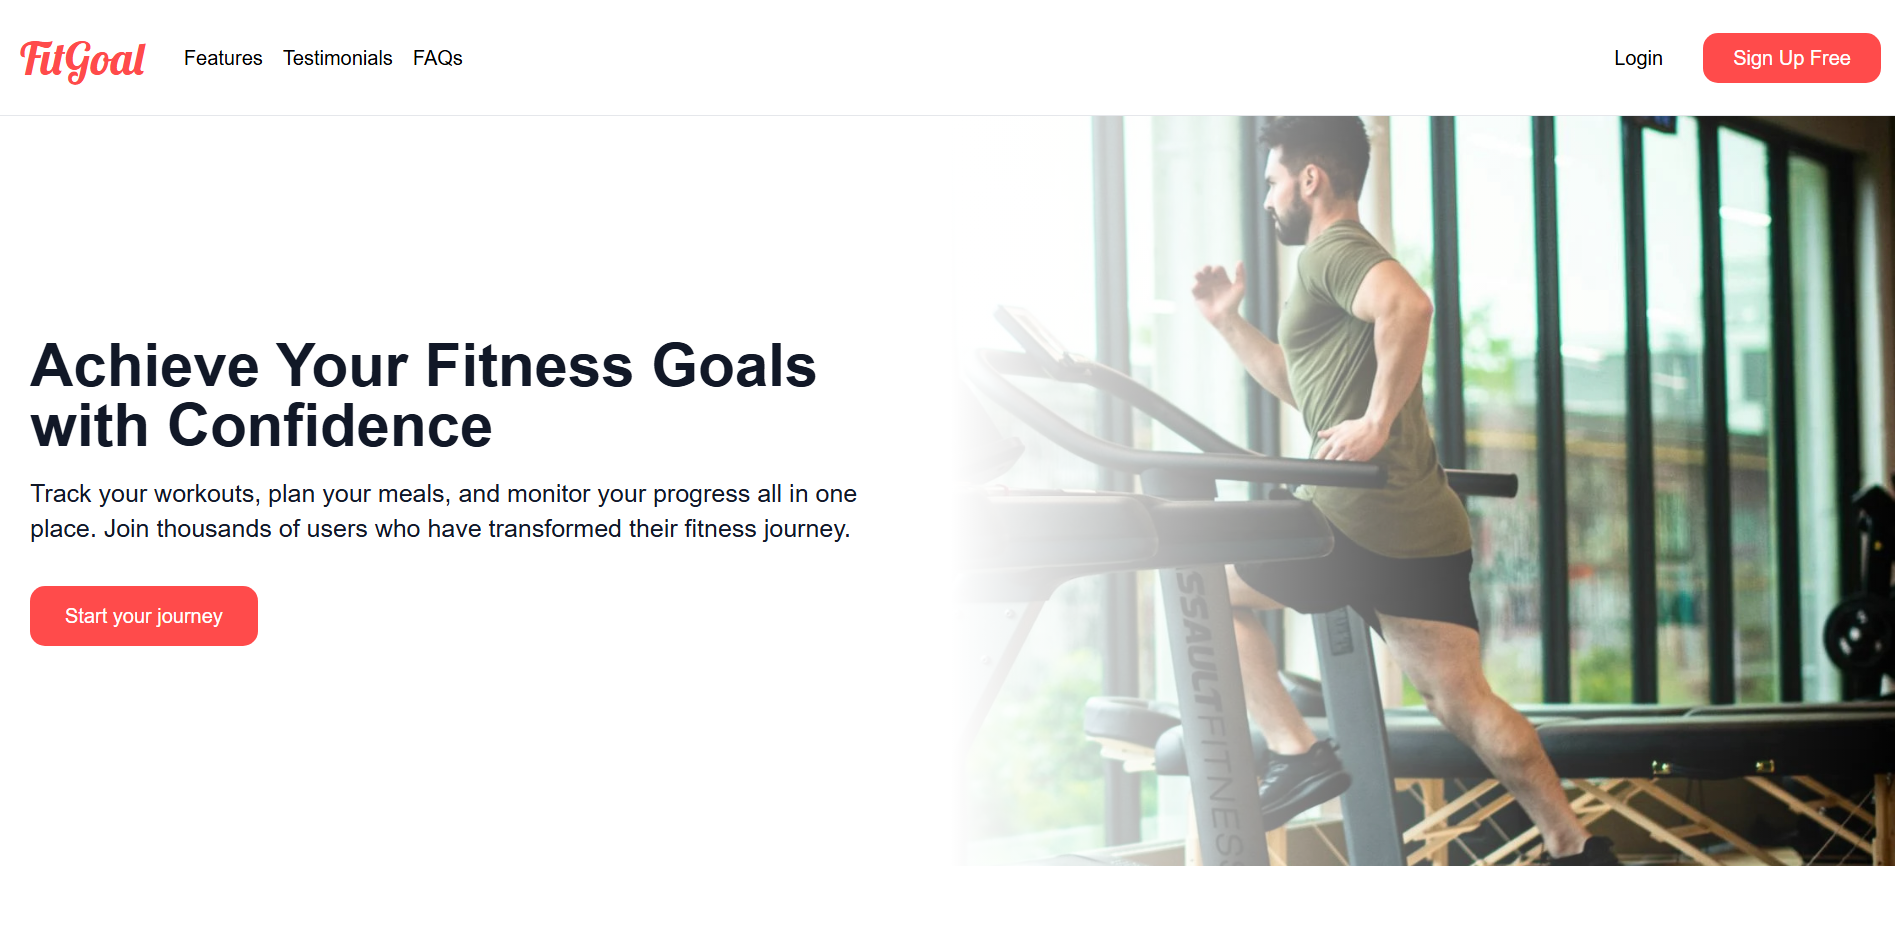 FitGoal
Features
Testimonials
FAQs
Login
Sign Up Free
Achieve Your Fitness Goals
with Confidence
Track your workouts, plan your meals, and monitor your progress all in one
place. Join thousands of users who have transformed their fitness journey.
Start your journey
SSAULT FITNESS